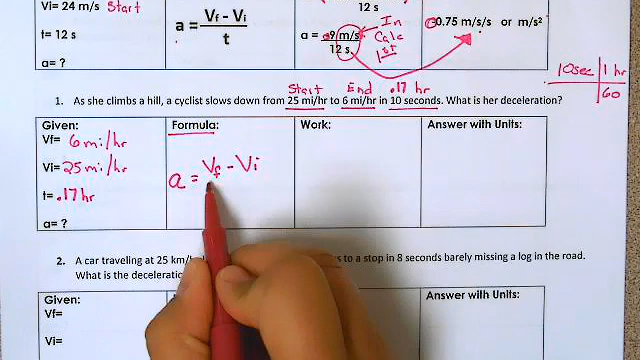 Vi= 24 m/s Start
t= 12 s
a= ?
a = Vf - Vi
t
12 s
a = -9 m/s
12 s
In
Calc
1st
-0.75 m/s/s or m/s²
10sec | 1 hr
60
Start End .17 hr
1. As she climbs a hill, a cyclist slows down from 25 mi/hr to 6 mi/hr in 10 seconds. What is her deceleration?
Given:
Vf= 6mi/hr
Vi= 25mi/hr
t= .17hr
a= ?
Formula:
a = Vf - Vi
Work:
Answer with Units:
2. A car traveling at 25 km/ to a stop in 8 seconds barely missing a log in the road.
What is the deceleratio
Given:
Vf=
Vi=
Answer with Units: